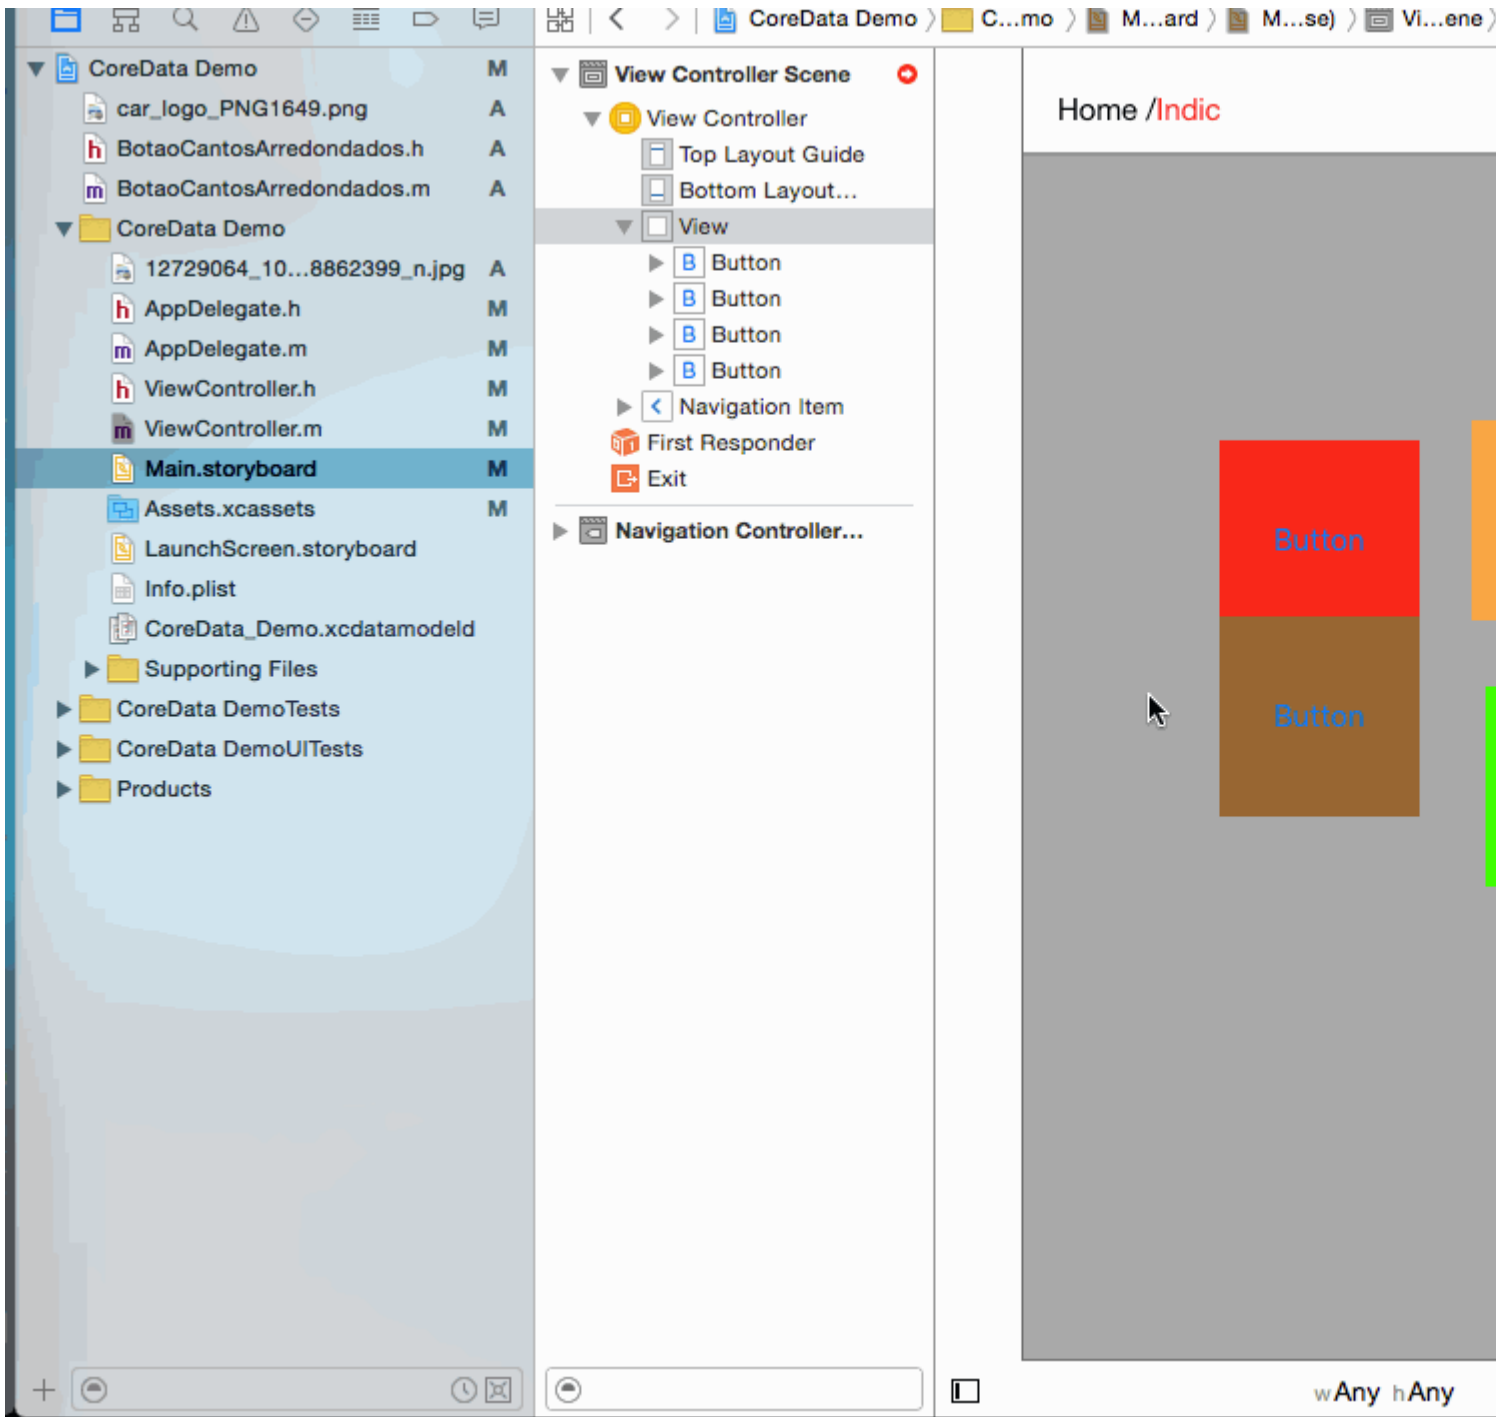 CoreData Demo C...mo M...ard M...se) Vi...ene
CoreData Demo M
car_logo_PNG1649.png A
BotaoCantosArredondados.h A
BotaoCantosArredondados.m A
CoreData Demo
12729064_10...8862399_n.jpg A
AppDelegate.h M
AppDelegate.m M
ViewController.h M
ViewController.m M
Main.storyboard M
Assets.xcassets M
LaunchScreen.storyboard
Info.plist
CoreData_Demo.xcdatamodeld
Supporting Files
CoreData DemoTests
CoreData DemoUITests
Products
View Controller Scene
View Controller
Top Layout Guide
Bottom Layout...
View
B Button
B Button
B Button
B Button
Navigation Item
First Responder
Exit
Navigation Controller...
Home /Indic
Button
Button
wAny hAny